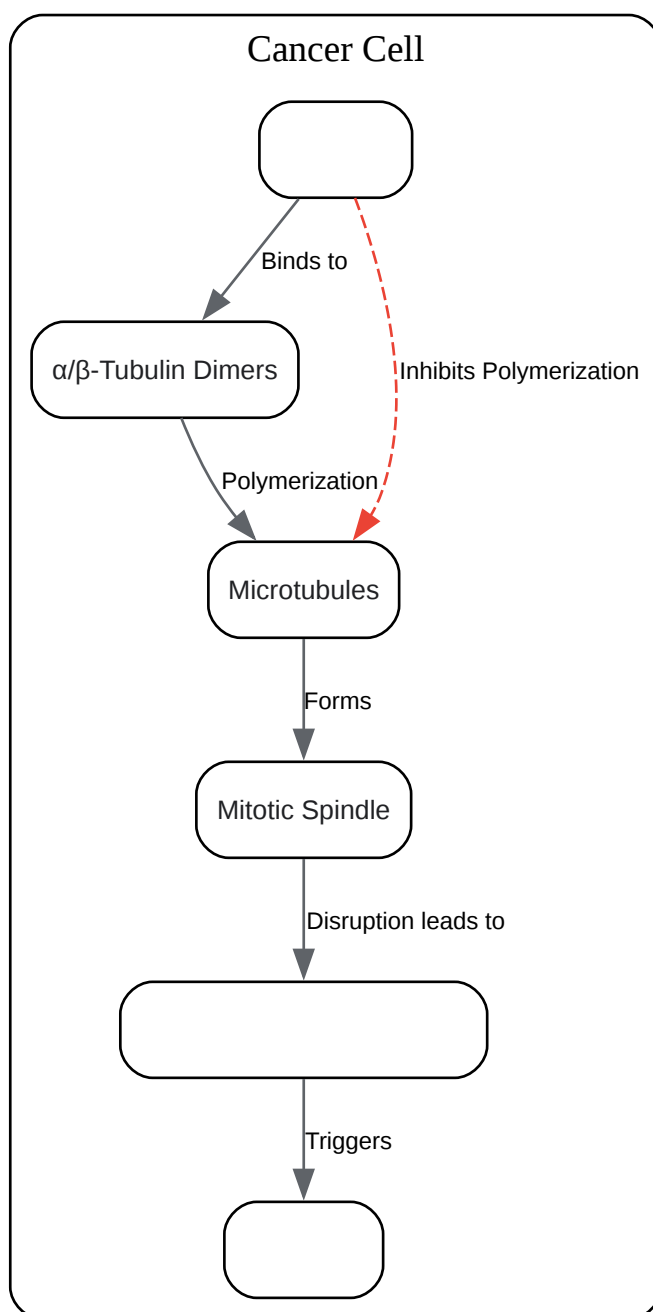 Cancer Cell
Binds to
α/β-Tubulin Dimers
Inhibits Polymerization
Polymerization
Microtubules
Forms
Mitotic Spindle
Disruption leads to
Triggers